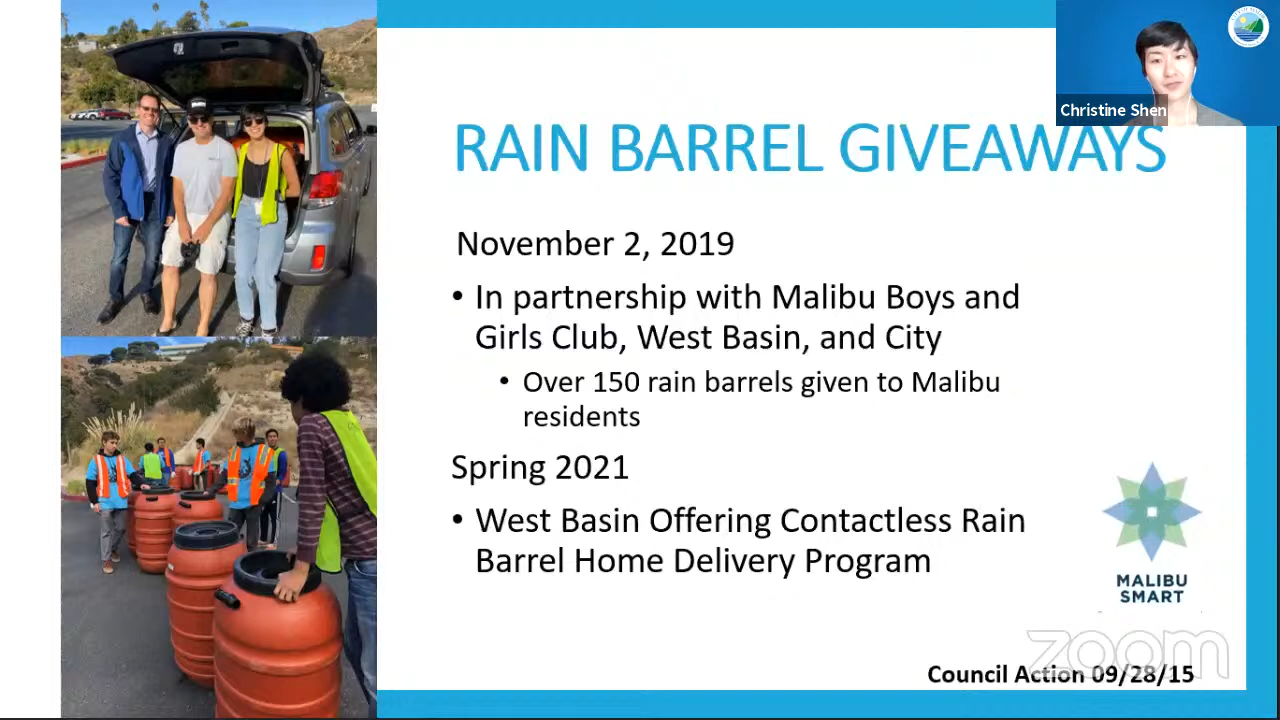 Christine Shen
RAIN BARREL GIVEAWAYS
November 2, 2019
• In partnership with Malibu Boys and
Girls Club, West Basin, and City
• Over 150 rain barrels given to Malibu
residents
Spring 2021
• West Basin Offering Contactless Rain
Barrel Home Delivery Program
MALIBU
SMART
zoom
Council Action 09/28/15